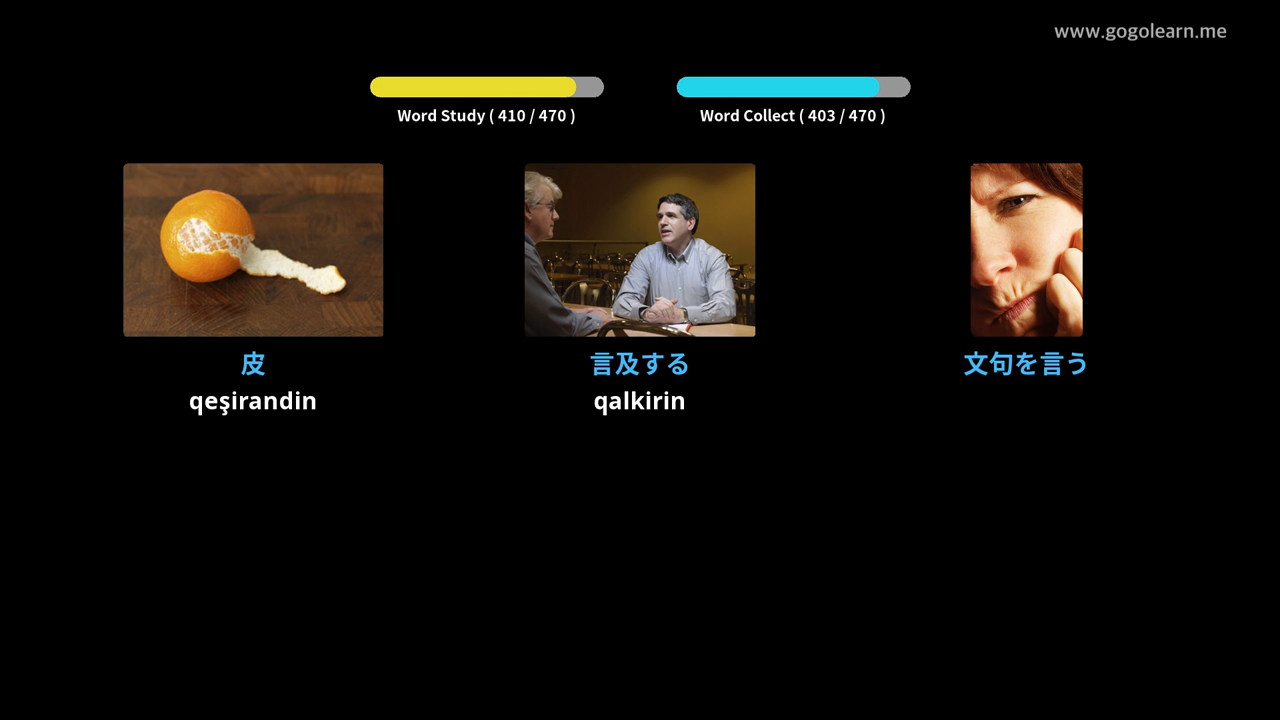 www.gogolearn.me
Word Study ( 410 / 470 )
Word Collect ( 403 / 470 )
皮
qeşirandin
言及する
qalkirin
文句を言う